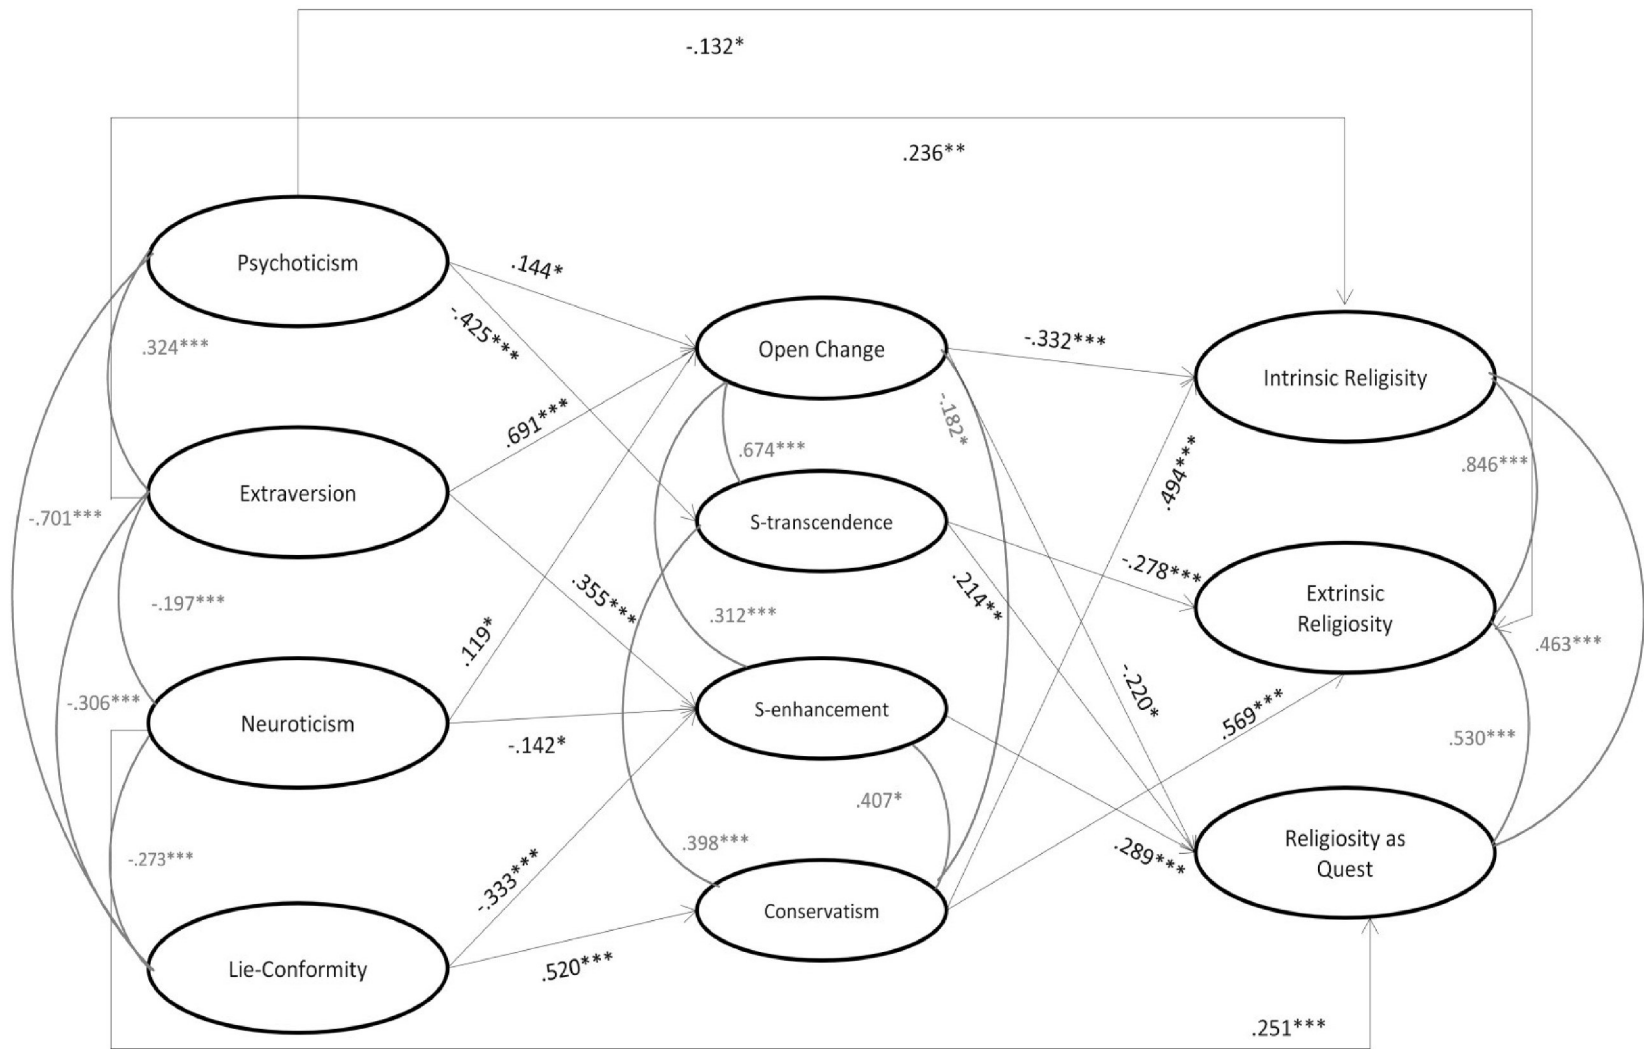 -.132*
.236**
Psychoticism
.144*
-.425***
.324***
Open Change
-.332***
Intrinsic Religisity
.691***
-.182*
.674***
.494***
.846***
Extraversion
-.701***
S-transcendence
-.278***
.355***
.214**
Extrinsic
Religiosity
-.197***
.312***
.119*
.463***
-.306***
Neuroticism
-.142*
S-enhancement
-.220*
.569***
.530***
.407*
.398***
-.273***
-.333***
.289***
Religiosity as
Quest
Conservatism
Lie-Conformity
.520***
.251***